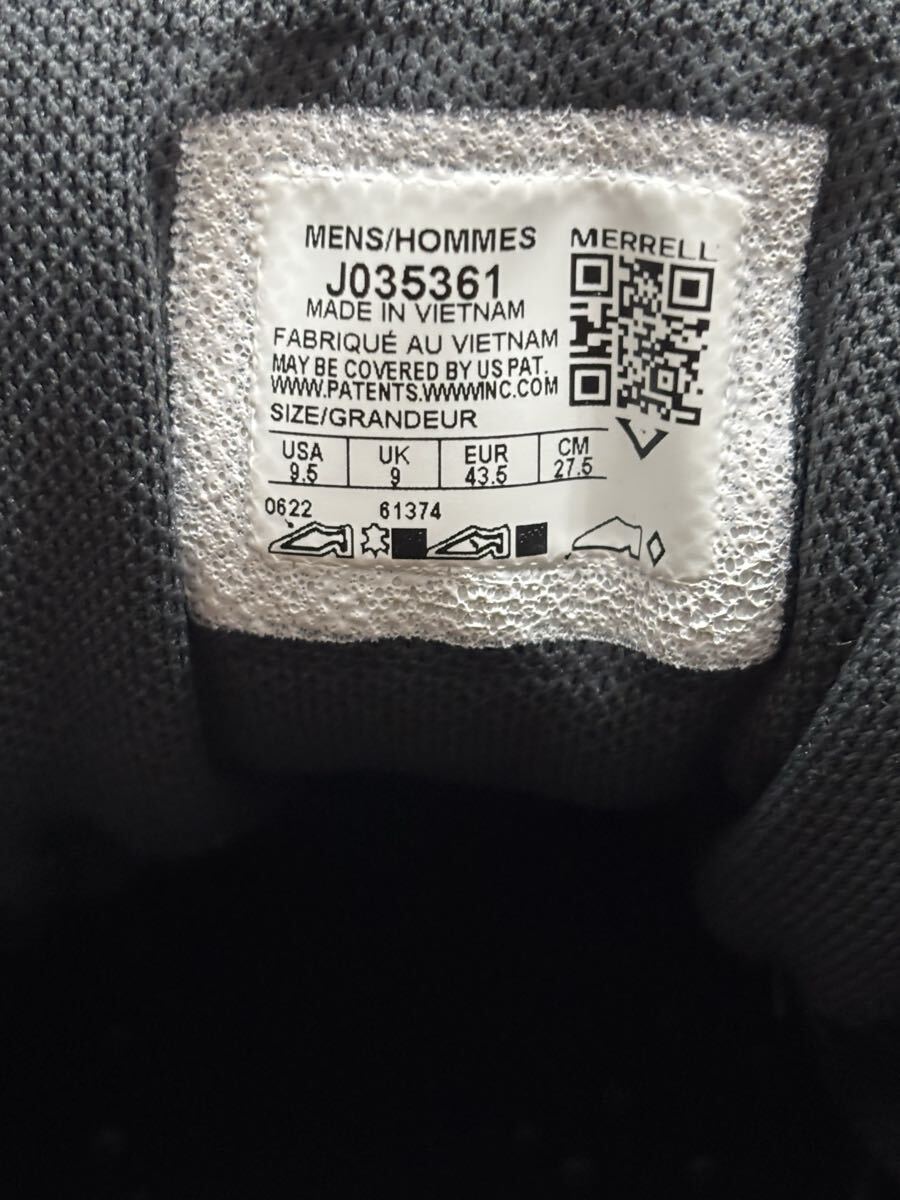 MENS/HOMMES
MERRELL
J035361
MADE IN VIETNAM
FABRIQUÉ AU VIETNAM
MAY BE COVERED BY US PAT.
WWW.PATENTS.WWWINC.COM
SIZE/GRANDEUR
USA UK EUR CM
9.5 9 43.5 27.5
0622 61374